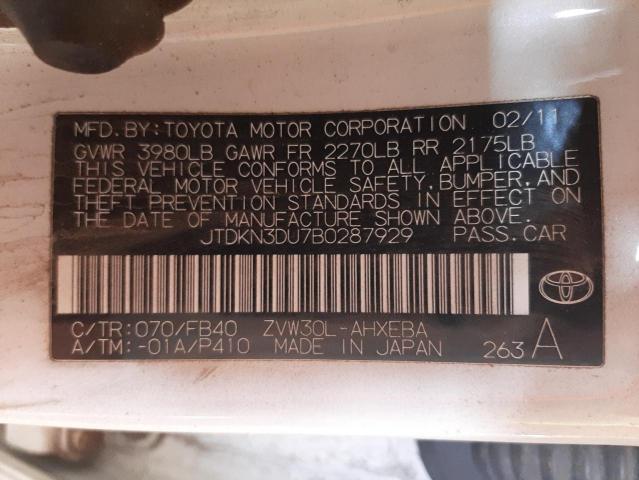 MFD. BY: TOYOTA MOTOR CORPORATION 02/11
GVWR 3980LB GAWR FR 2270LB RR 2175LB
THIS VEHICLE CONFORMS TO ALL APPLICABLE
FEDERAL MOTOR VEHICLE SAFETY, BUMPER, AND
THEFT PREVENTION STANDARDS IN EFFECT ON
THE DATE OF MANUFACTURE SHOWN ABOVE.
JTDKN3DU7B0287929 PASS. CAR
C/TR: 070/FB40 ZVW30L-AHXEBA
A/TM: -01A/P410 MADE IN JAPAN 263 A